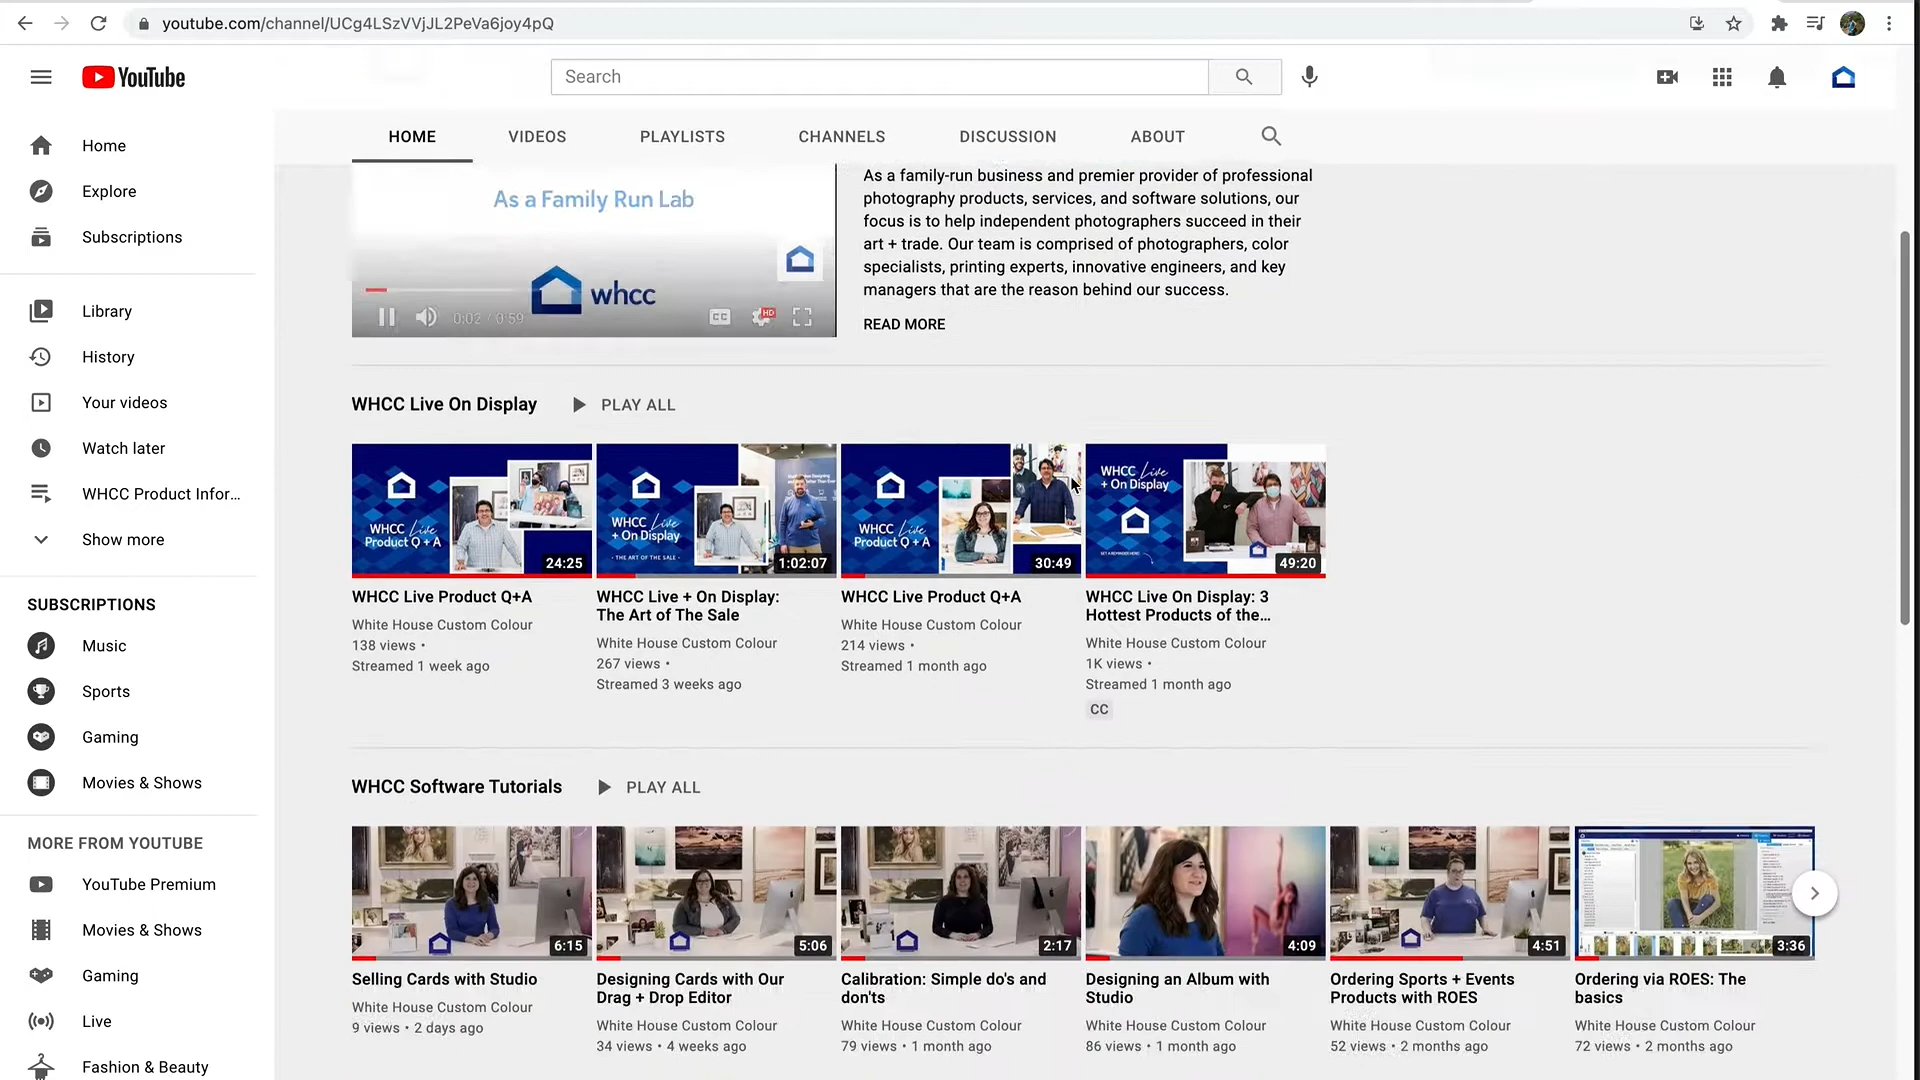 youtube.com/channel/UCg4LSzVVjJL2PeVa6joy4pQ
YouTube
Search
HOME
VIDEOS
PLAYLISTS
CHANNELS
DISCUSSION
ABOUT
Home
Explore
Subscriptions
Library
History
Your videos
Watch later
WHCC Product Infor...
Show more
SUBSCRIPTIONS
Music
Sports
Gaming
Movies & Shows
MORE FROM YOUTUBE
YouTube Premium
Movies & Shows
Gaming
Live
Fashion & Beauty
As a Family Run Lab
whcc
0:02 / 0:59
CC
HD
As a family-run business and premier provider of professional
photography products, services, and software solutions, our
focus is to help independent photographers succeed in their
art + trade. Our team is comprised of photographers, color
specialists, printing experts, innovative engineers, and key
managers that are the reason behind our success.
READ MORE
WHCC Live On Display
PLAY ALL
WHCC Live
Product Q + A
24:25
WHCC Live Product Q+A
White House Custom Colour
138 views •
Streamed 1 week ago
WHCC Live
+ On Display
- THE ART OF THE SALE -
1:02:07
WHCC Live + On Display:
The Art of The Sale
White House Custom Colour
267 views •
Streamed 3 weeks ago
WHCC Live
Product Q + A
30:49
WHCC Live Product Q+A
White House Custom Colour
214 views •
Streamed 1 month ago
WHCC Live
+ On Display
SET A REMINDER HERE:
49:20
WHCC Live On Display: 3
Hottest Products of the...
White House Custom Colour
1K views •
Streamed 1 month ago
CC
WHCC Software Tutorials
PLAY ALL
6:15
Selling Cards with Studio
White House Custom Colour
9 views • 2 days ago
5:06
Designing Cards with Our
Drag + Drop Editor
White House Custom Colour
34 views • 4 weeks ago
2:17
Calibration: Simple do's and
don'ts
White House Custom Colour
79 views • 1 month ago
4:09
Designing an Album with
Studio
White House Custom Colour
86 views • 1 month ago
4:51
Ordering Sports + Events
Products with ROES
White House Custom Colour
52 views • 2 months ago
3:36
Ordering via ROES: The
basics
White House Custom Colour
72 views • 2 months ago